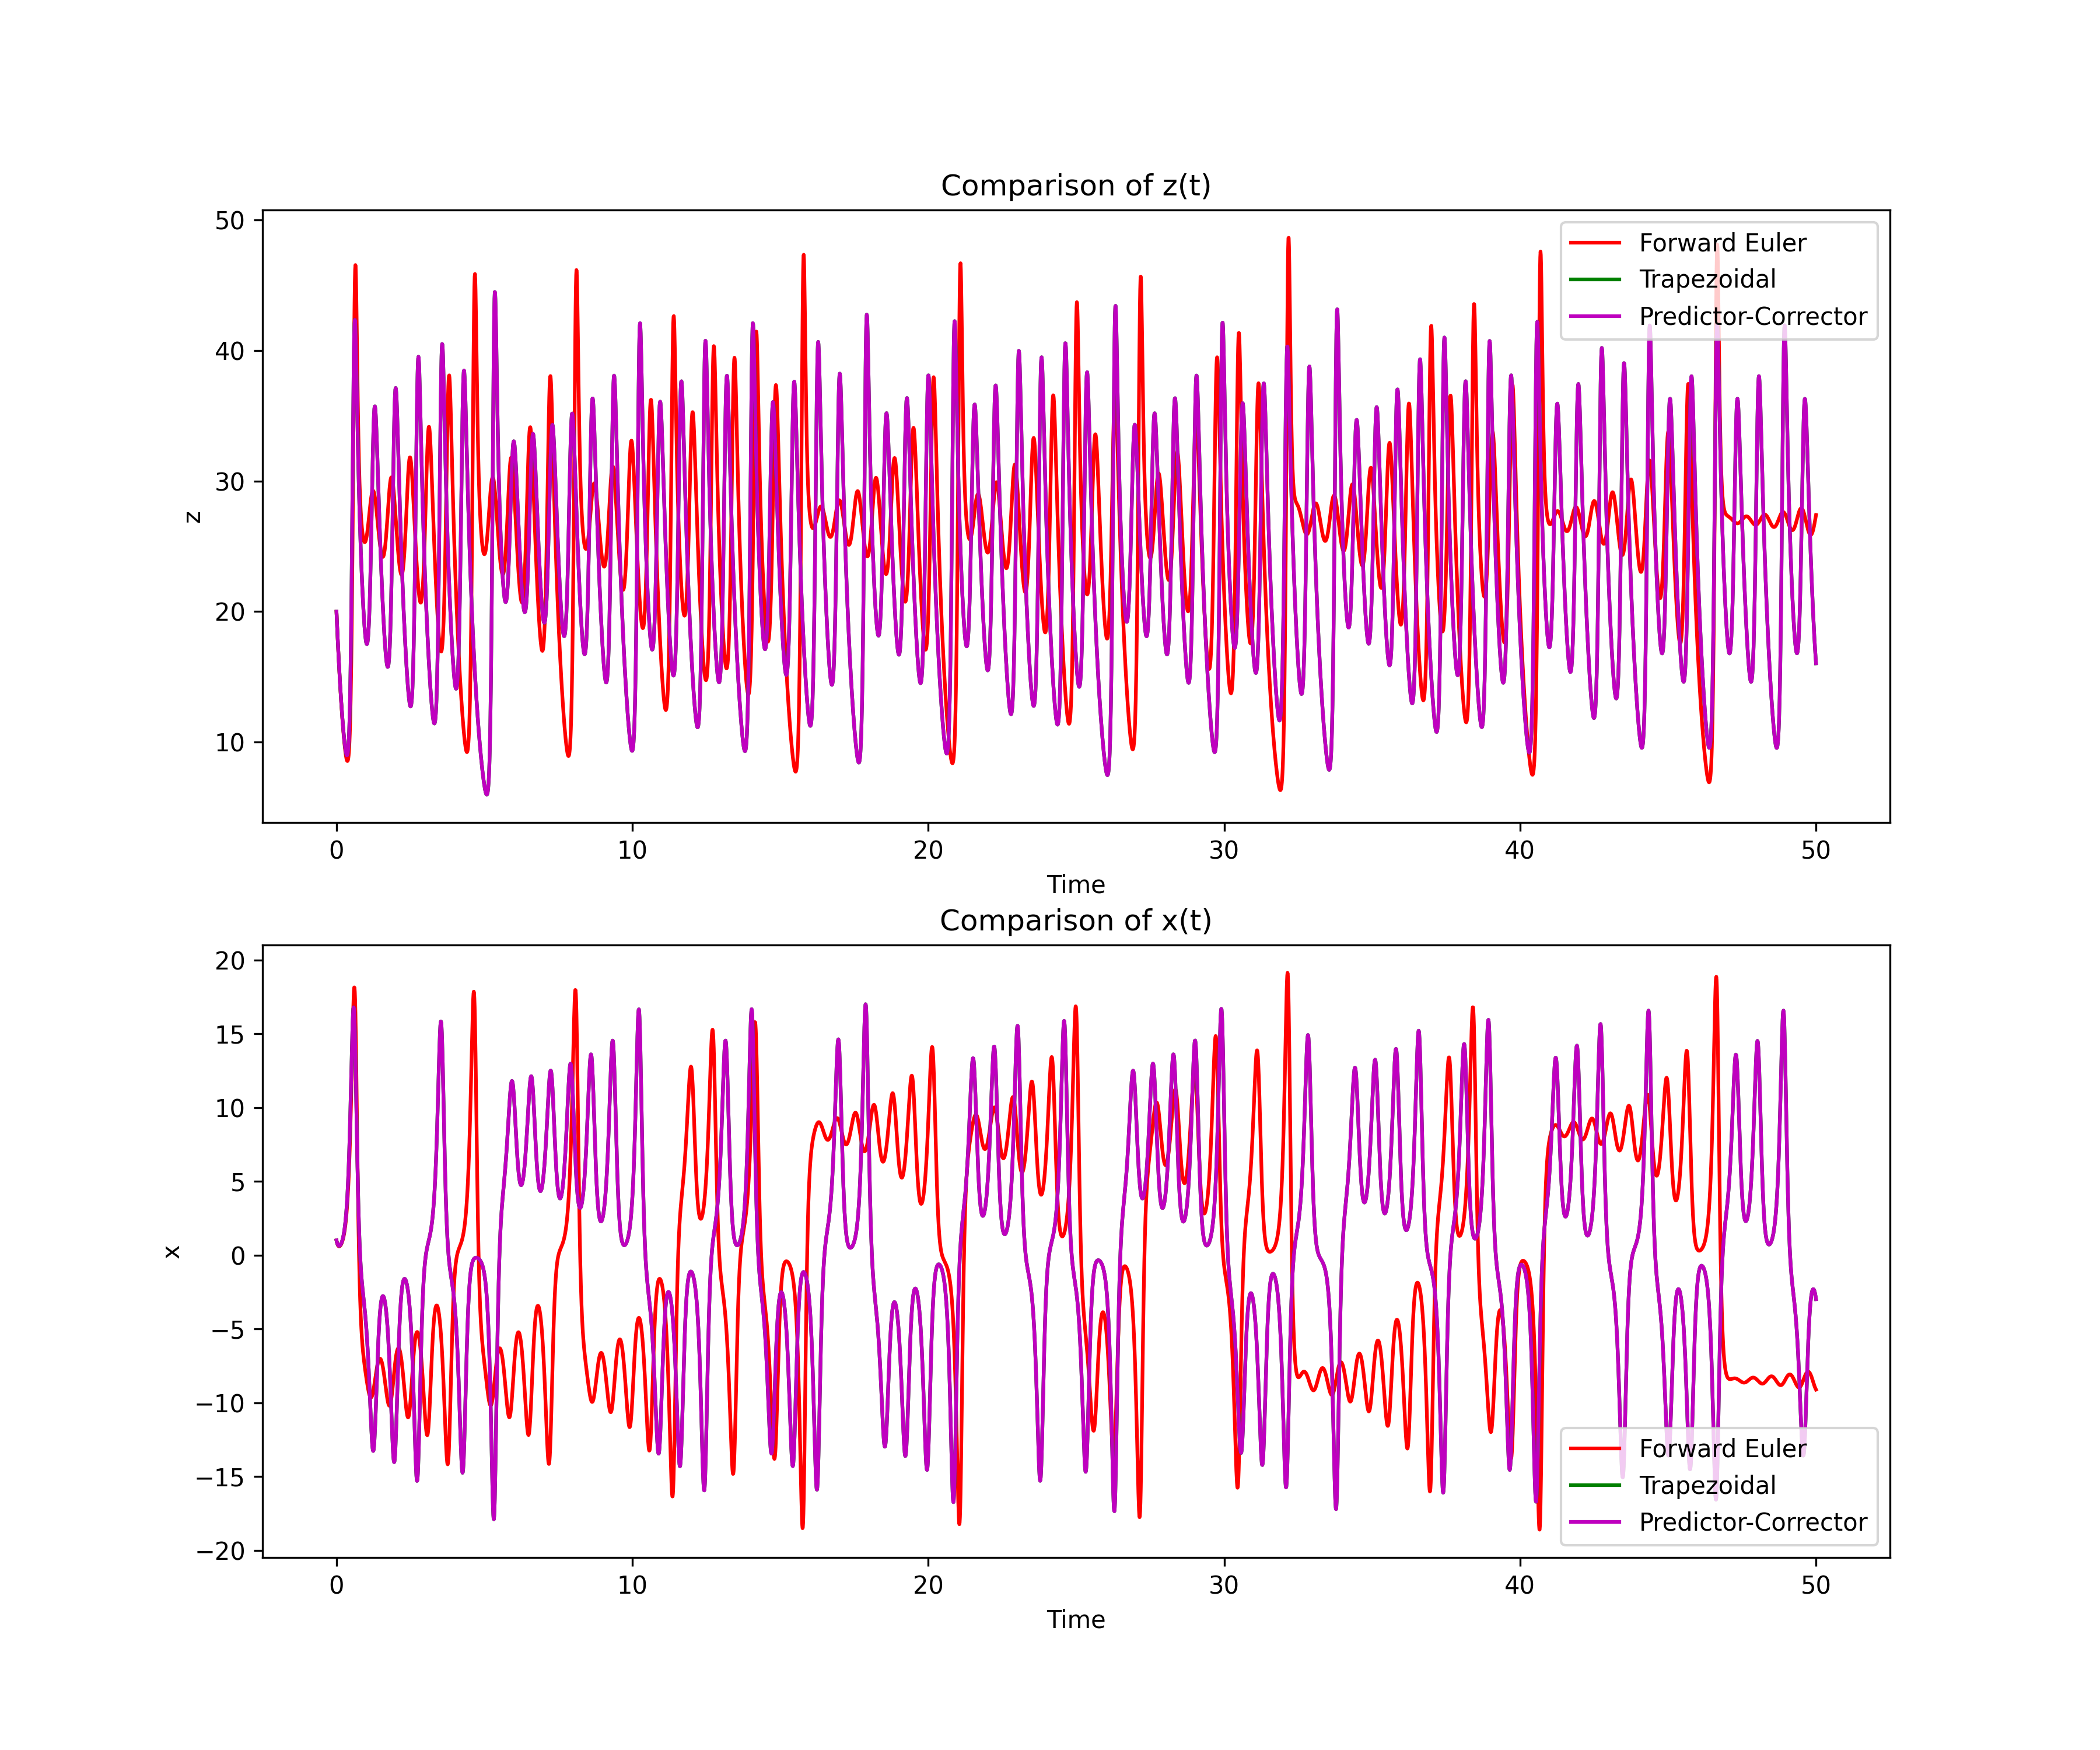 Comparison of z(t)
50
40
30
20
10
z
Forward Euler
Trapezoidal
Predictor-Corrector
0 10 20 30 40 50
Time
Comparison of x(t)
20
15
10
5
0
−5
−10
−15
−20
x
Forward Euler
Trapezoidal
Predictor-Corrector
0 10 20 30 40 50
Time